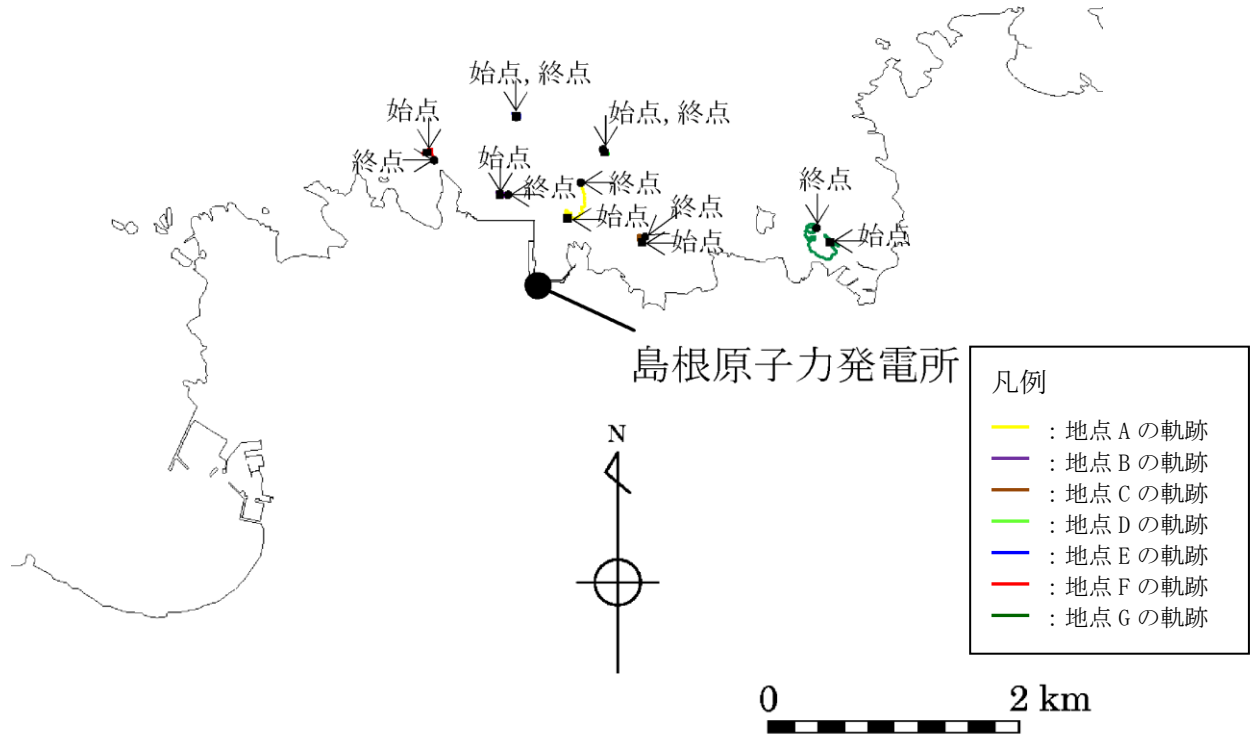 始点, 終点
始点
始点, 終点
終点
始点
終点
終点
始点
終点
始点
終点
始点
島根原子力発電所
凡例
: 地点 A の軌跡
: 地点 B の軌跡
: 地点 C の軌跡
: 地点 D の軌跡
: 地点 E の軌跡
: 地点 F の軌跡
: 地点 G の軌跡
N
0 2 km